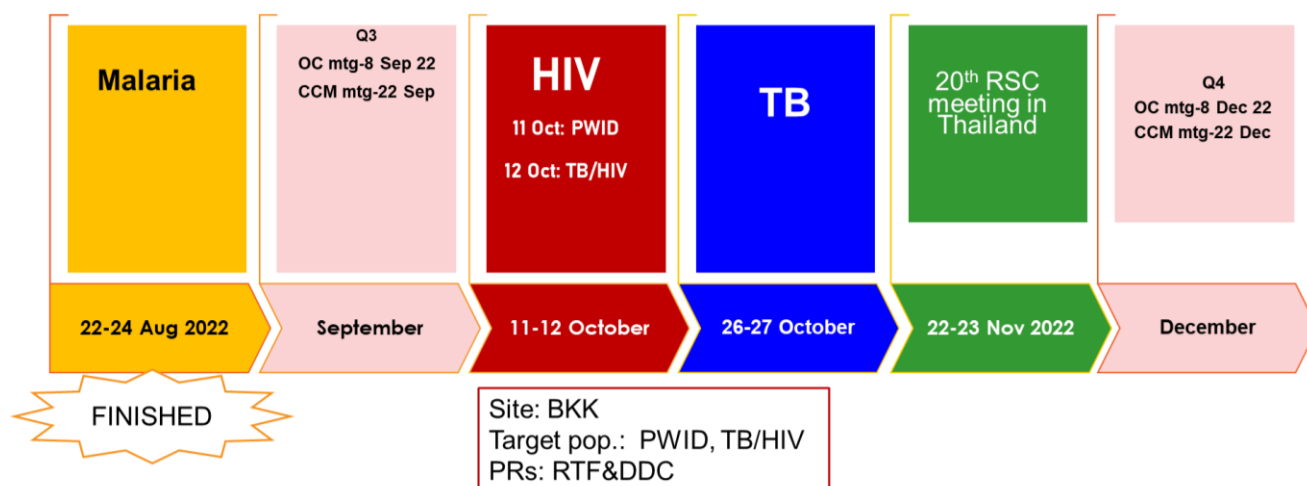 Malaria
Q3
OC mtg-8 Sep 22
CCM mtg-22 Sep
HIV
11 Oct: PWID
12 Oct: TB/HIV
TB
20th RSC
meeting in
Thailand
Q4
OC mtg-8 Dec 22
CCM mtg-22 Dec
22-24 Aug 2022
September
11-12 October
26-27 October
22-23 Nov 2022
December
FINISHED
Site: BKK
Target pop.: PWID, TB/HIV
PRs: RTF&DDC